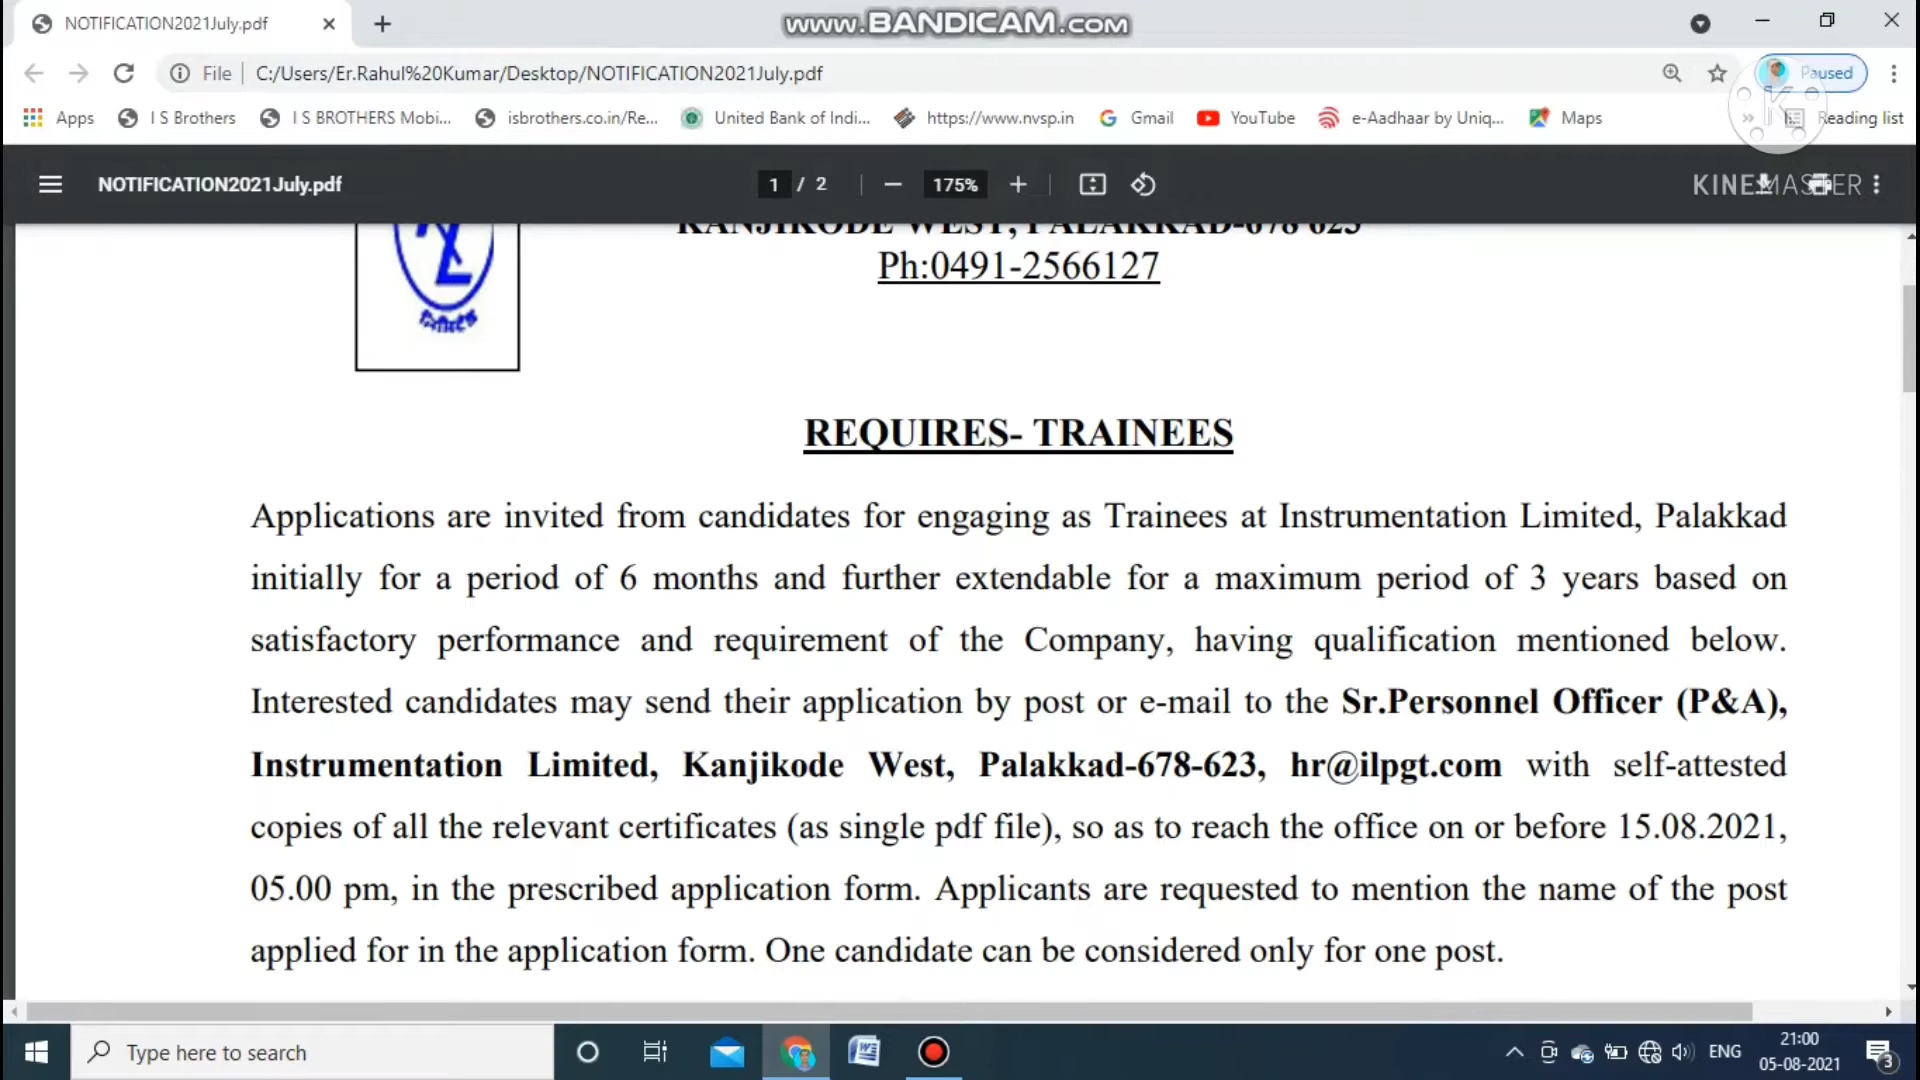 NOTIFICATION2021July.pdf
www.BANDICAM.com
File
C:/Users/Er.Rahul%20Kumar/Desktop/NOTIFICATION2021July.pdf
Paused
Apps
I S Brothers
I S BROTHERS Mobi...
isbrothers.co.in/Re...
United Bank of Indi...
https://www.nvsp.in
Gmail
YouTube
e-Aadhaar by Uniq...
Maps
Reading list
NOTIFICATION2021July.pdf
1 / 2
175%
KINEMASTER
KANJIKODE WEST, PALAKKAD-678 623
Ph:0491-2566127
REQUIRES- TRAINEES
Applications are invited from candidates for engaging as Trainees at Instrumentation Limited, Palakkad
initially for a period of 6 months and further extendable for a maximum period of 3 years based on
satisfactory performance and requirement of the Company, having qualification mentioned below.
Interested candidates may send their application by post or e-mail to the Sr.Personnel Officer (P&A),
Instrumentation Limited, Kanjikode West, Palakkad-678-623, hr@ilpgt.com with self-attested
copies of all the relevant certificates (as single pdf file), so as to reach the office on or before 15.08.2021,
05.00 pm, in the prescribed application form. Applicants are requested to mention the name of the post
applied for in the application form. One candidate can be considered only for one post.
Type here to search
ENG
21:00
05-08-2021
3